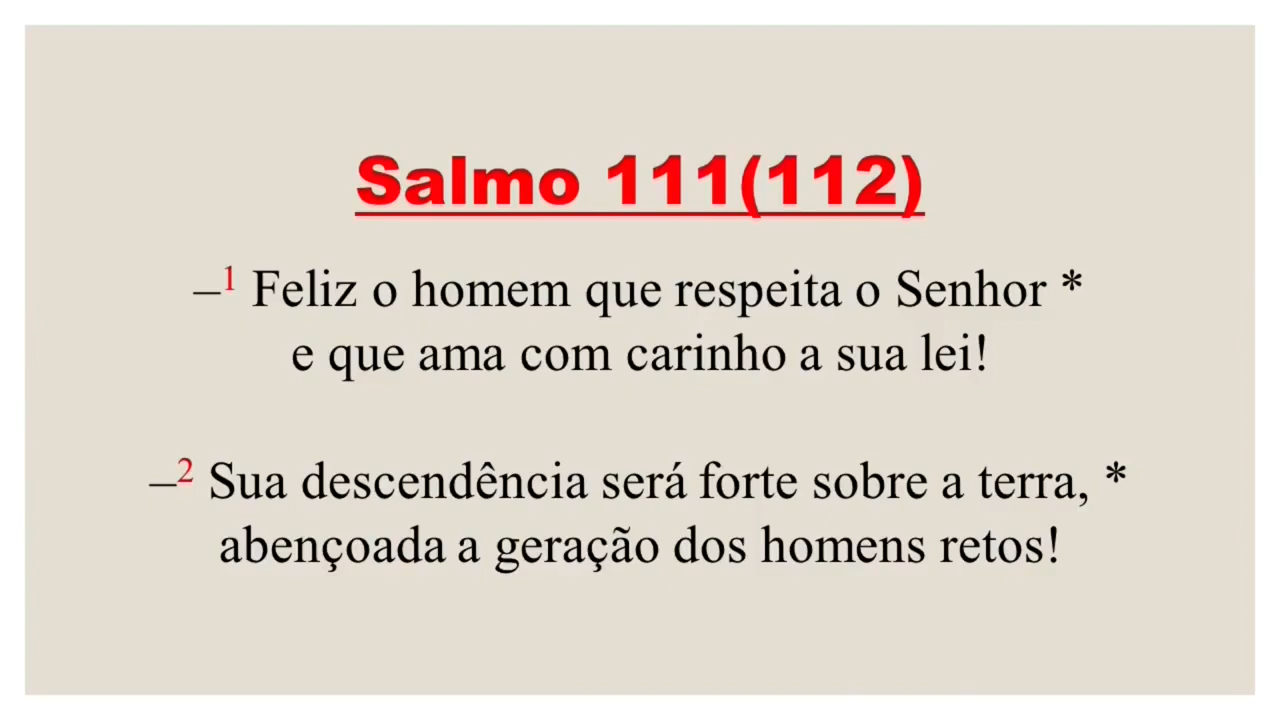 Salmo 111(112)
–¹ Feliz o homem que respeita o Senhor *
e que ama com carinho a sua lei!
–² Sua descendência será forte sobre a terra, *
abençoada a geração dos homens retos!